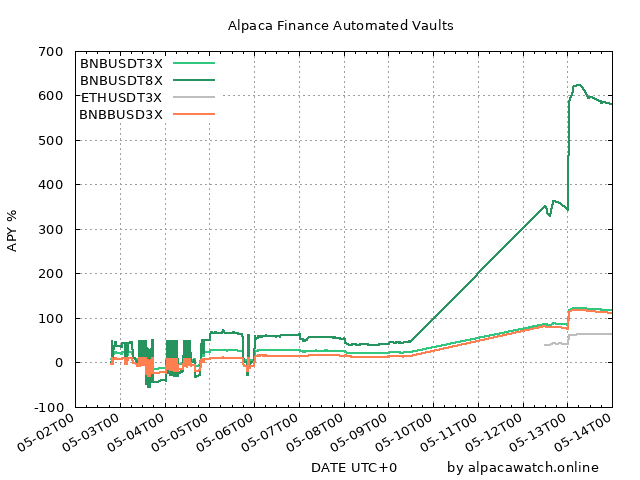 Alpaca Finance Automated Vaults
BNBUSDT3X
BNBUSDT8X
ETHUSDT3X
BNBBUSD3X
700
600
500
400
300
200
100
0
-100
APY %
05-02T00
05-03T00
05-04T00
05-05T00
05-06T00
05-07T00
05-08T00
05-09T00
05-10T00
05-11T00
05-12T00
05-13T00
05-14T00
DATE UTC+0
by alpacawatch.online